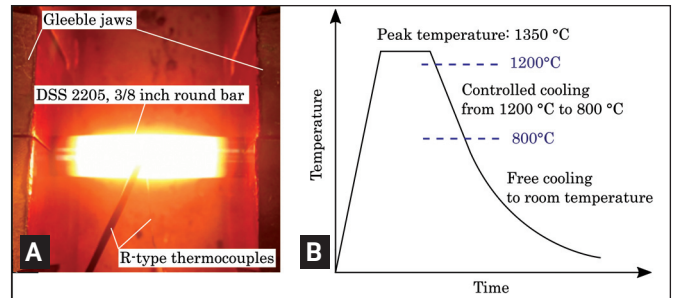 Gleeble jaws
DSS 2205, 3/8 inch round bar
R-type thermocouples
A
Peak temperature: 1350 °C
1200°C
Controlled cooling
from 1200 °C to 800 °C
800°C
Free cooling
to room temperature
Temperature
Time
B